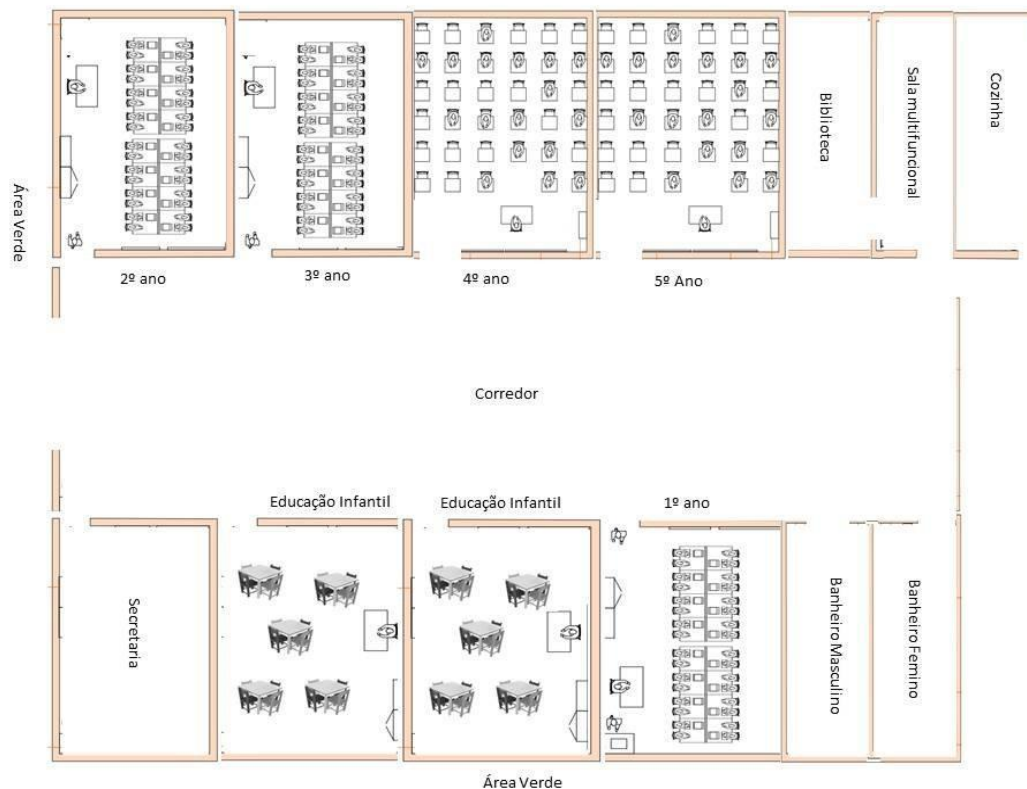 Biblioteca
Sala multifuncional
Cozinha
Área Verde
2º ano
3º ano
4º ano
5º Ano
Corredor
Educação Infantil
Educação Infantil
1º ano
Secretaria
Banheiro Masculino
Banheiro Femino
Área Verde